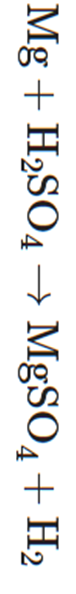 Mg + H₂SO₄ → MgSO₄ + H₂